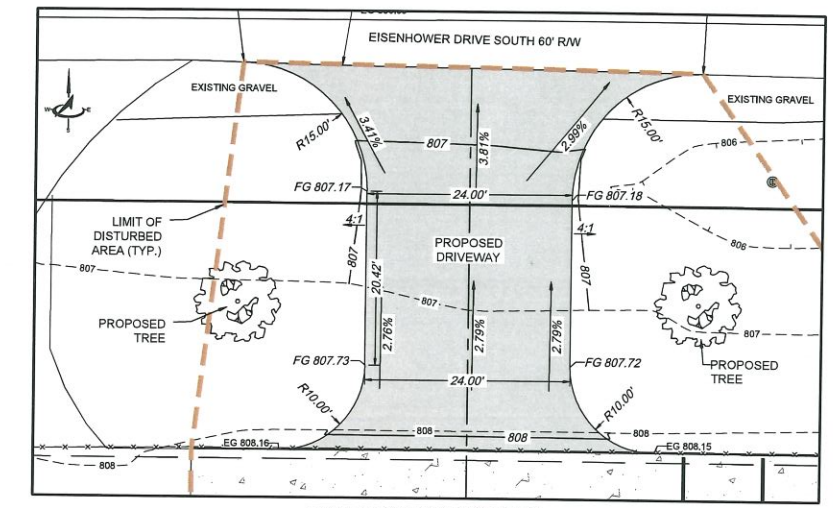 EISENHOWER DRIVE SOUTH 60' R/W
EXISTING GRAVEL
EXISTING GRAVEL
W
E
R15.00'
3.41%
807
3.81%
2.99%
R15.00'
806
FG 807.17
24.00'
FG 807.18
LIMIT OF
DISTURBED
AREA (TYP.)
4:1
4:1
PROPOSED
DRIVEWAY
806
807
807
20.42'
807
807
807
PROPOSED
TREE
2.76%
2.79%
2.79%
PROPOSED
TREE
FG 807.73
FG 807.72
24.00'
R10.00'
R10.00'
EG 808.16
808
808
808
EG 808.15
808